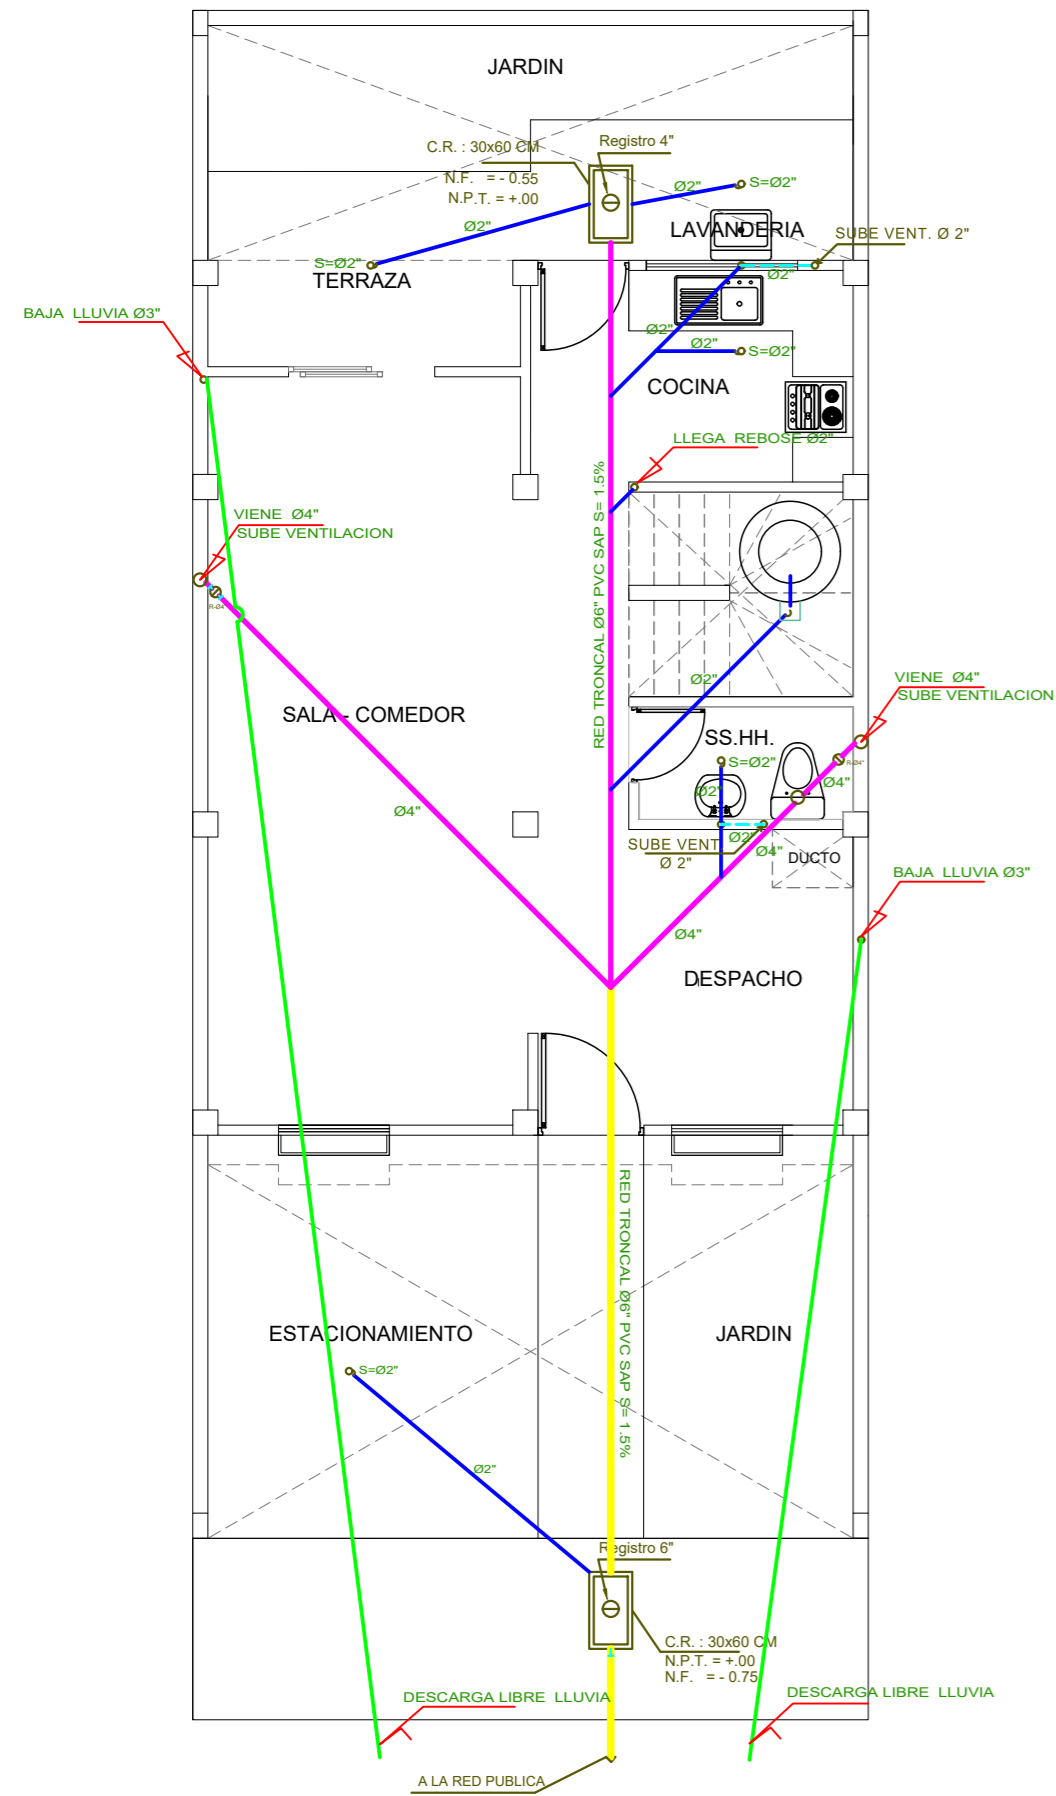 JARDIN
C.R. : 30x60 CM
Registro 4"
N.F. = - 0.55
N.P.T. = +.00
Ø2"
S=Ø2"
Ø2"
LAVANDERIA
SUBE VENT. Ø 2"
S=Ø2"
TERRAZA
Ø2"
BAJA LLUVIA Ø3"
Ø2"
Ø2"
S=Ø2"
COCINA
LLEGA REBOSE Ø2"
RED TRONCAL Ø6" PVC SAP S= 1.5%
VIENE Ø4"
SUBE VENTILACION
R-Ø4"
Ø2"
VIENE Ø4"
SUBE VENTILACION
SALA - COMEDOR
SS.HH.
S=Ø2"
R-Ø4"
Ø2"
Ø4"
Ø4"
SUBE VENT.
Ø 2"
Ø2"
Ø4"
DUCTO
BAJA LLUVIA Ø3"
Ø4"
DESPACHO
RED TRONCAL Ø6" PVC SAP S= 1.5%
ESTACIONAMIENTO
JARDIN
S=Ø2"
Ø2"
Registro 6"
C.R. : 30x60 CM
N.P.T. = +.00
N.F. = - 0.75
DESCARGA LIBRE LLUVIA
DESCARGA LIBRE LLUVIA
A LA RED PUBLICA